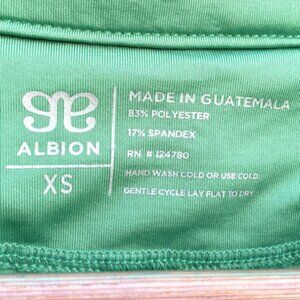 ALBION
XS
MADE IN GUATEMALA
83% POLYESTER
17% SPANDEX
RN # 124780
HAND WASH COLD OR USE COLD,
GENTLE CYCLE LAY FLAT TO DRY.